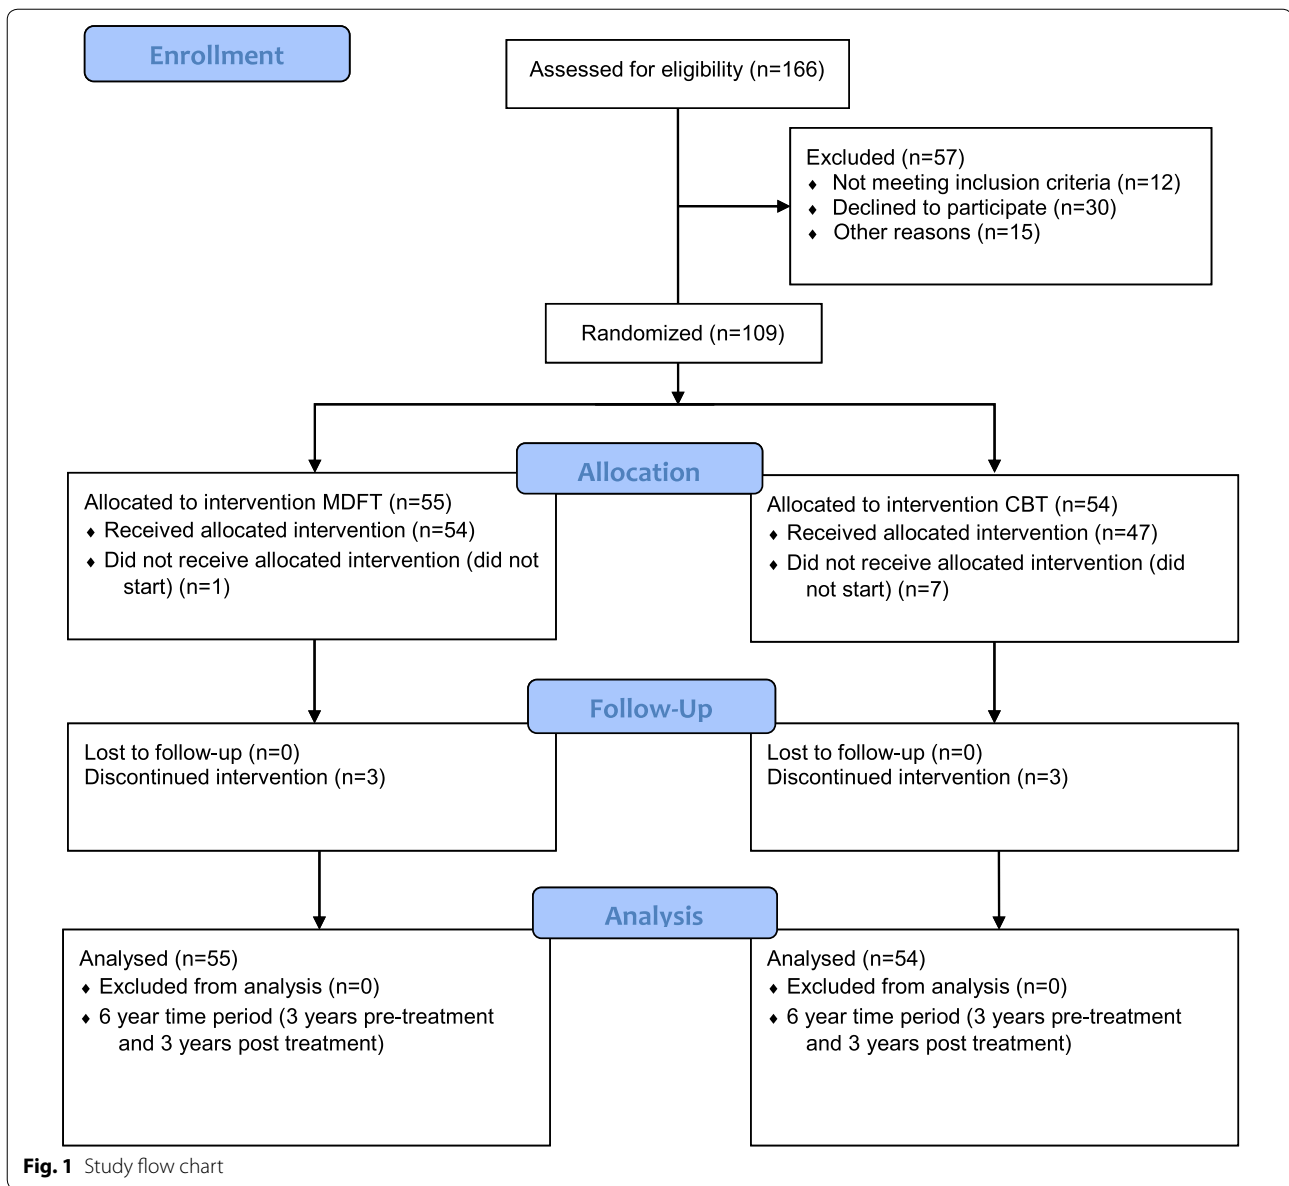 Enrollment
Assessed for eligibility (n=166)
Excluded (n=57)
♦ Not meeting inclusion criteria (n=12)
♦ Declined to participate (n=30)
♦ Other reasons (n=15)
Randomized (n=109)
Allocation
Allocated to intervention MDFT (n=55)
♦ Received allocated intervention (n=54)
♦ Did not receive allocated intervention (did not
start) (n=1)
Allocated to intervention CBT (n=54)
♦ Received allocated intervention (n=47)
♦ Did not receive allocated intervention (did
not start) (n=7)
Follow-Up
Lost to follow-up (n=0)
Discontinued intervention (n=3)
Lost to follow-up (n=0)
Discontinued intervention (n=3)
Analysis
Analysed (n=55)
♦ Excluded from analysis (n=0)
♦ 6 year time period (3 years pre-treatment
and 3 years post treatment)
Analysed (n=54)
♦ Excluded from analysis (n=0)
♦ 6 year time period (3 years pre-treatment
and 3 years post treatment)
Fig. 1 Study flow chart